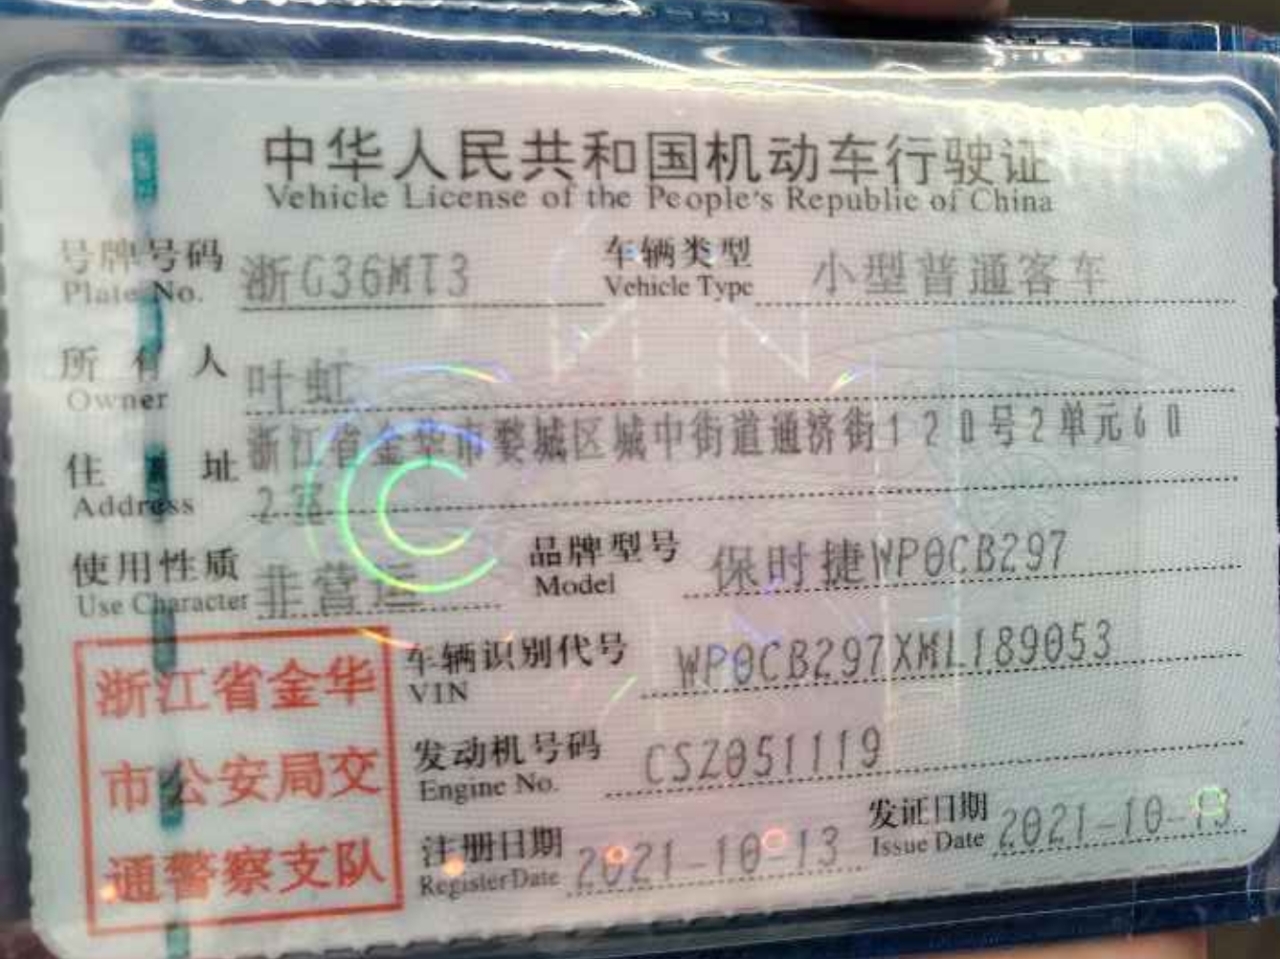 中华人民共和国机动车行驶证
Vehicle License of the People's Republic of China
号牌号码 浙G36MT3 车辆类型 小型普通客车
Plate No. Vehicle Type
所有人 叶虹
Owner
住址 浙江省金华市婺城区城中街道通济街120号2单元60
Address 2室
使用性质 非营运 品牌型号 保时捷WP0CB297
Use Character Model
车辆识别代号 WP0CB297XML189053
VIN
发动机号码 CSZ051119
Engine No.
注册日期 2021-10-13 发证日期 2021-10-13
Register Date Issue Date
浙江省金华
市公安局交
通警察支队